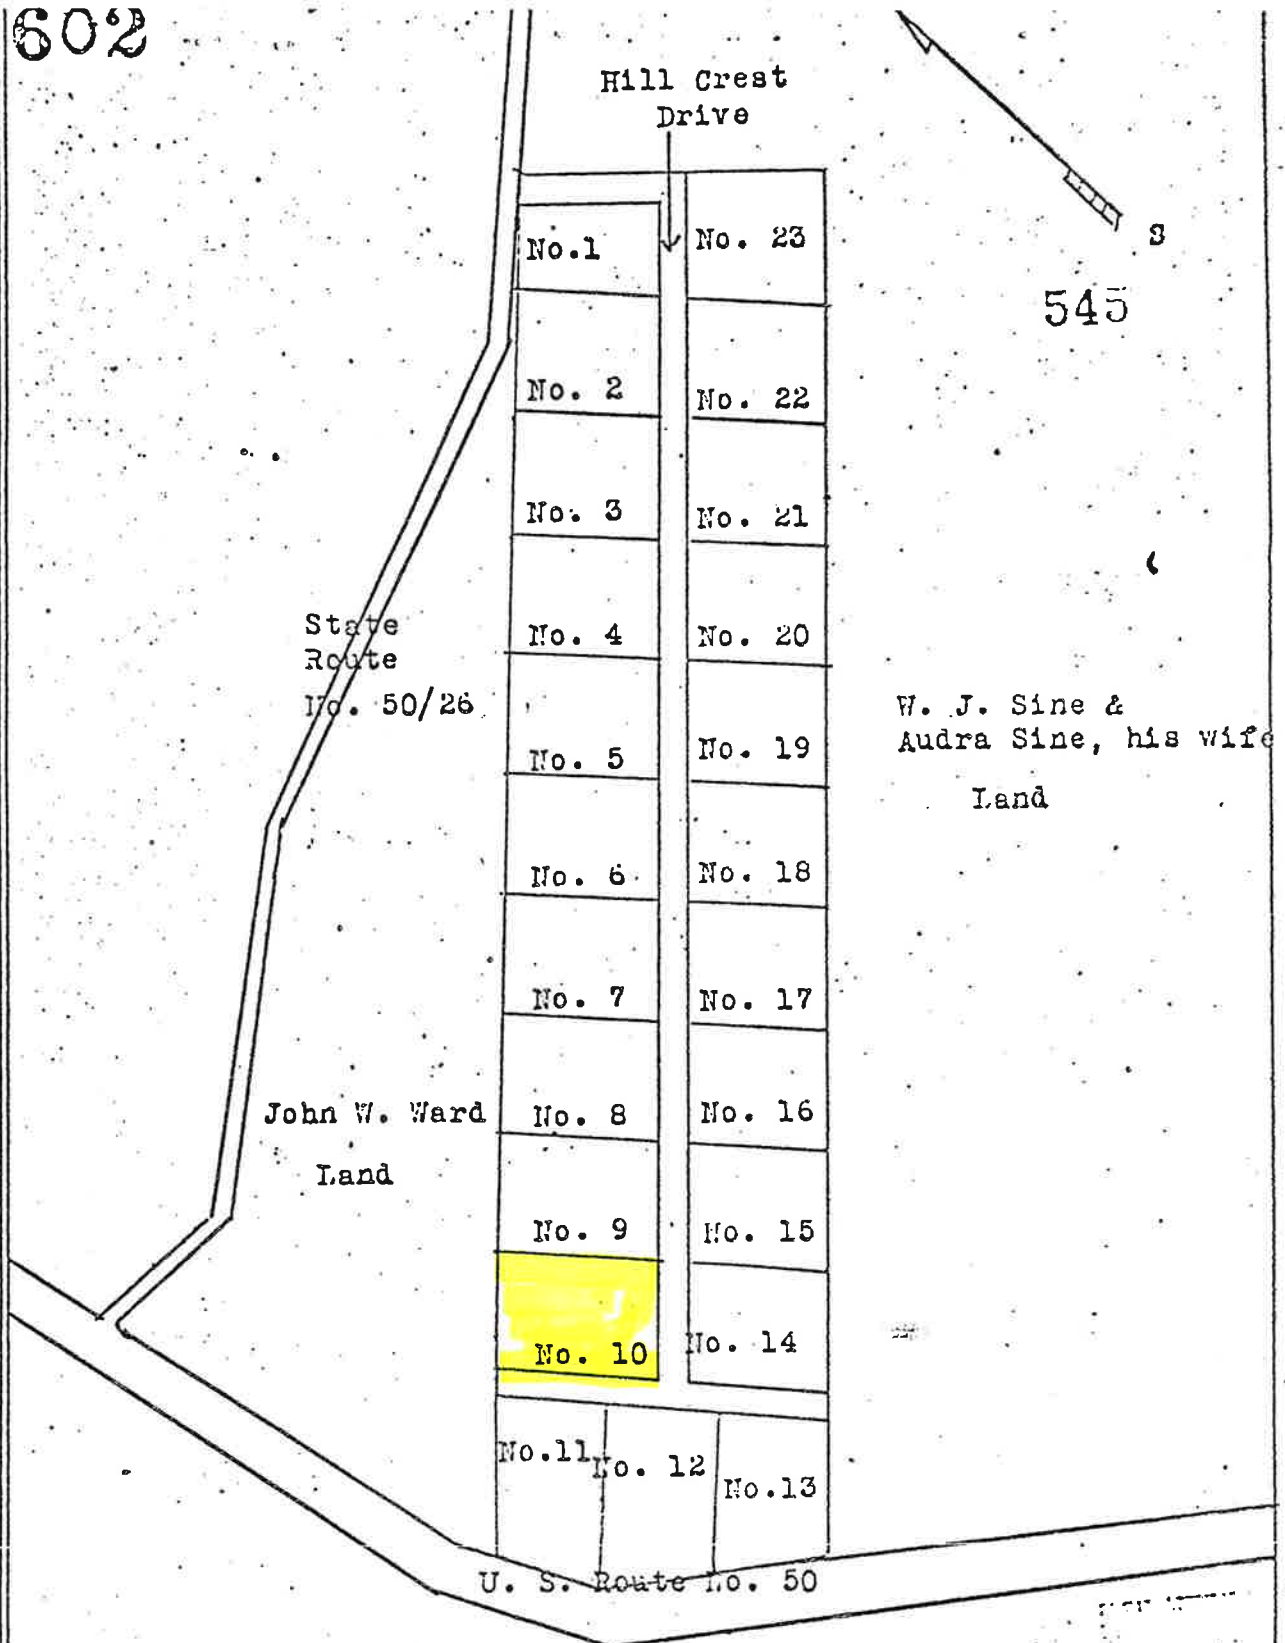 602
Hill Crest
Drive
S
545
No.1
No. 23
No. 2
No. 22
No. 3
No. 21
No. 4
No. 20
State
Route
No. 50/26
No. 5
No. 19
W. J. Sine &
Audra Sine, his wife
Land
No. 6
No. 18
No. 7
No. 17
John W. Ward
Land
No. 8
No. 16
No. 9
No. 15
No. 10
No. 14
No.11
No. 12
No.13
U. S. Route No. 50